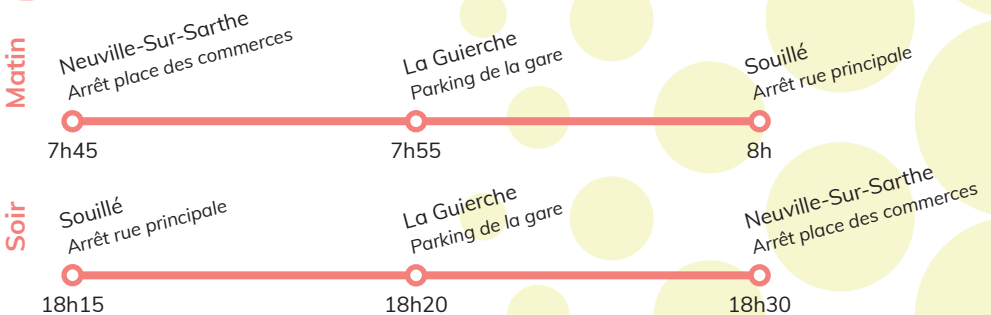 Matin
Neuville-Sur-Sarthe
Arrêt place des commerces
La Guierche
Parking de la gare
Souillé
Arrêt rue principale
7h45
7h55
8h
Soir
Souillé
Arrêt rue principale
La Guierche
Parking de la gare
Neuville-Sur-Sarthe
Arrêt place des commerces
18h15
18h20
18h30